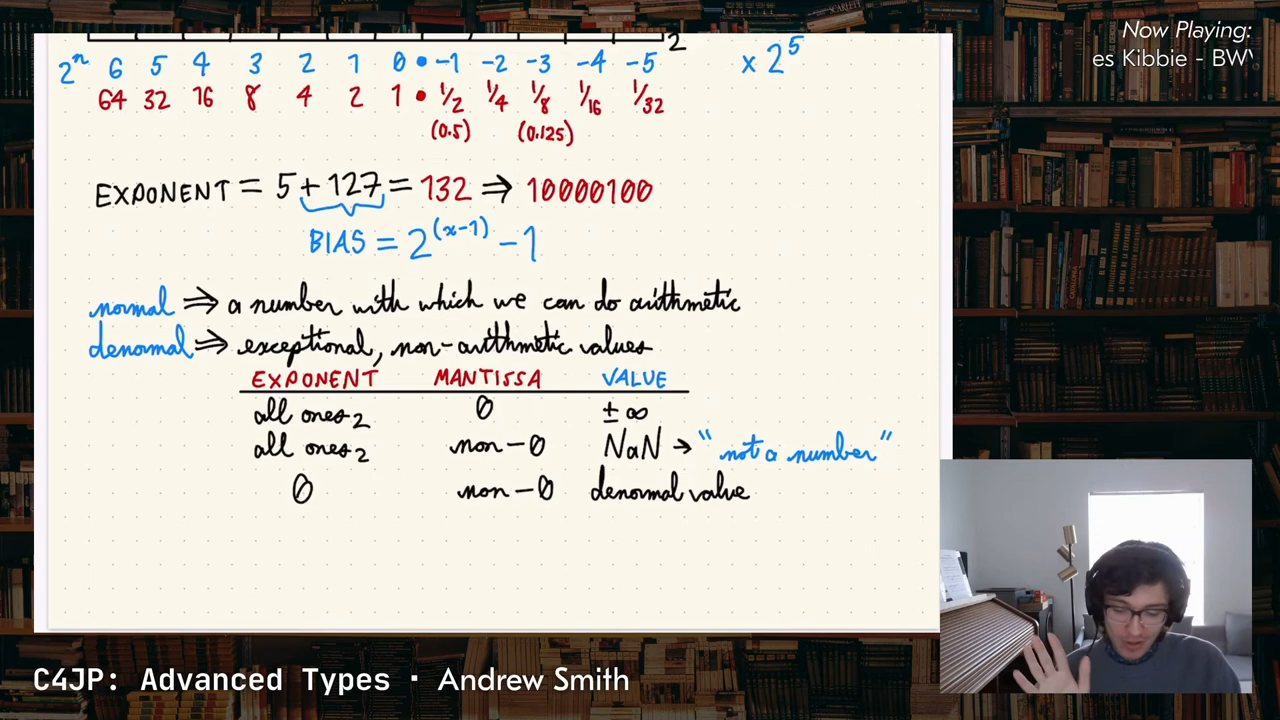 Now Playing:
es Kibbie - BWV
2
2ⁿ 6 5 4 3 2 1 0 • -1 -2 -3 -4 -5
x 2⁵
64 32 16 8 4 2 1 • 1/2 1/4 1/8 1/16 1/32
(0.5) (0.125)
EXPONENT = 5 + 127 = 132 ⇒ 10000100
BIAS = 2^(x-1) - 1
normal ⇒ a number with which we can do arithmetic
denormal ⇒ exceptional, non-arithmetic values
EXPONENT MANTISSA VALUE
all ones₂ 0 ± ∞
all ones₂ non-0 NaN → "not a number"
0 non-0 denormal value
C4JP: Advanced Types ▪ Andrew Smith